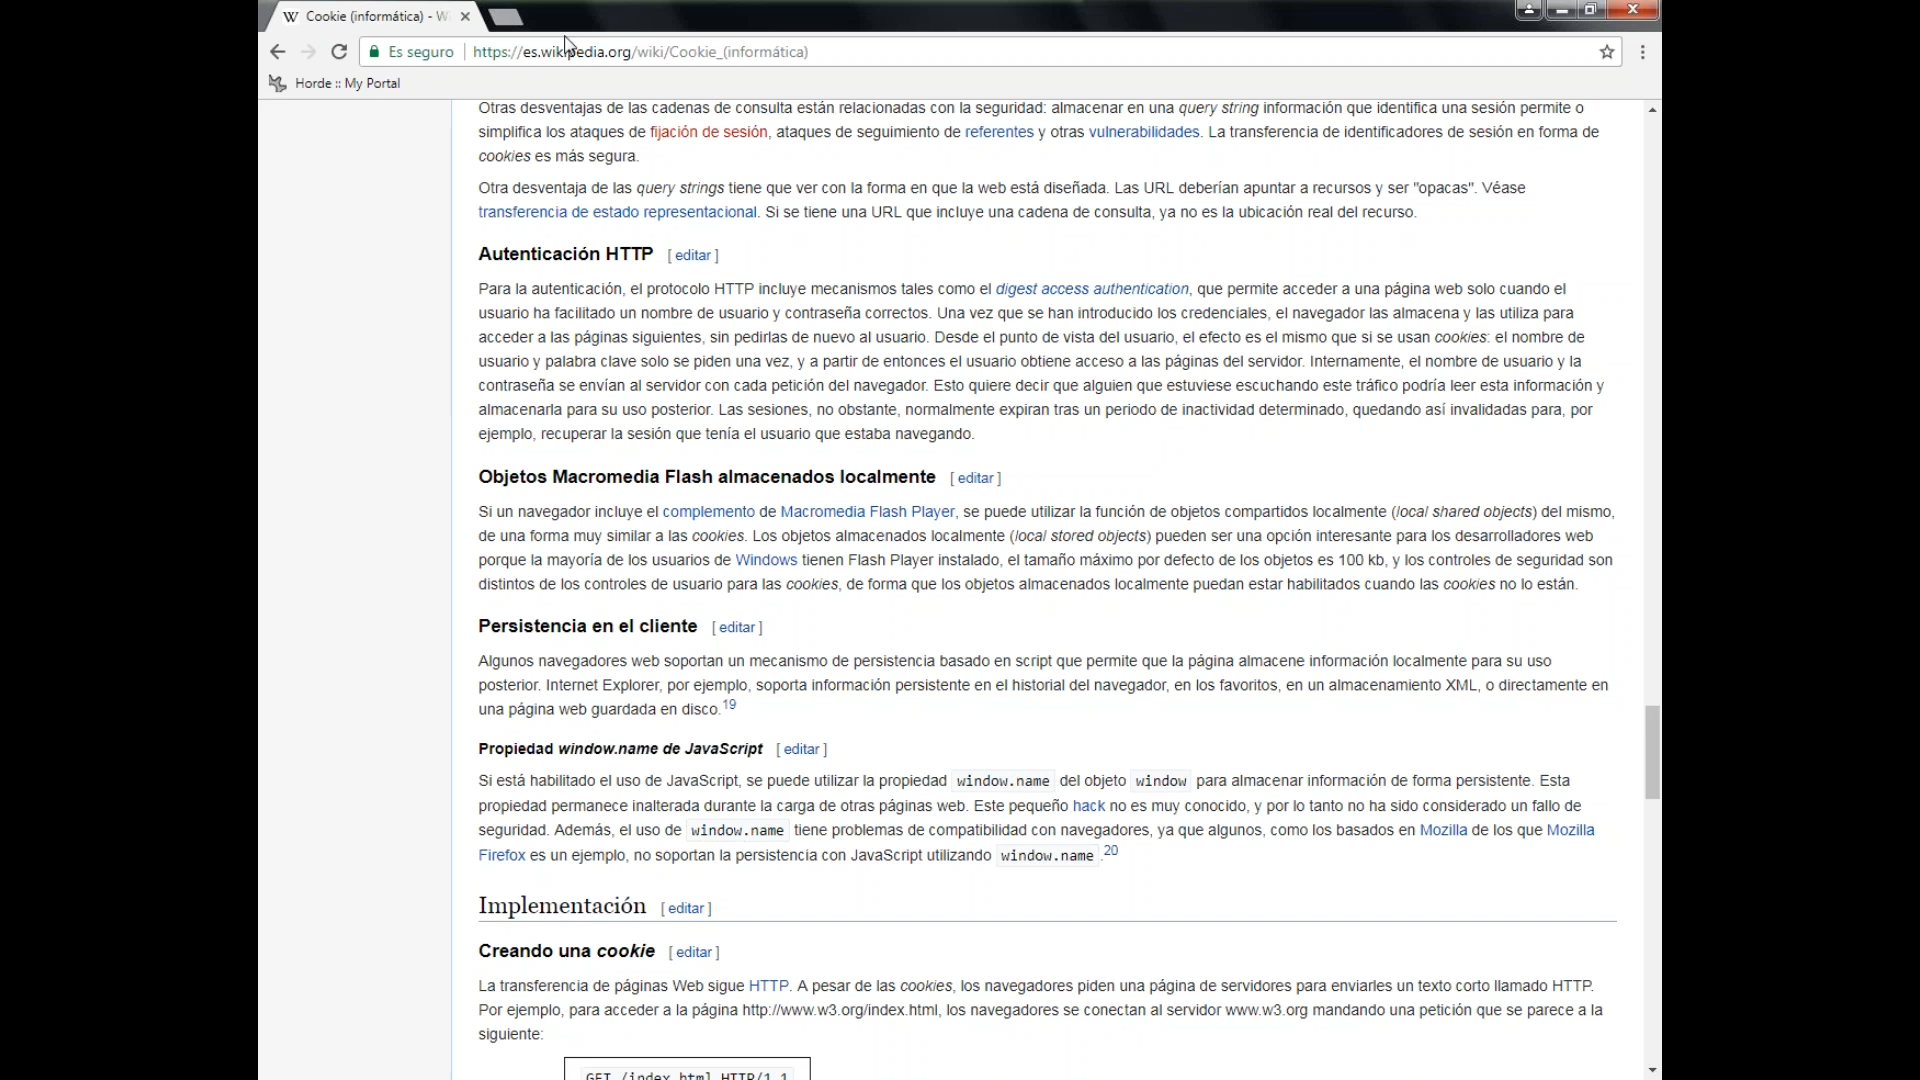 Cookie (informática) - W
Es seguro https://es.wikipedia.org/wiki/Cookie_(informática)
Horde :: My Portal
Otras desventajas de las cadenas de consulta están relacionadas con la seguridad: almacenar en una query string información que identifica una sesión permite o
simplifica los ataques de fijación de sesión, ataques de seguimiento de referentes y otras vulnerabilidades. La transferencia de identificadores de sesión en forma de
cookies es más segura.
Otra desventaja de las query strings tiene que ver con la forma en que la web está diseñada. Las URL deberían apuntar a recursos y ser "opacas". Véase
transferencia de estado representacional. Si se tiene una URL que incluye una cadena de consulta, ya no es la ubicación real del recurso.
Autenticación HTTP [ editar ]
Para la autenticación, el protocolo HTTP incluye mecanismos tales como el digest access authentication, que permite acceder a una página web solo cuando el
usuario ha facilitado un nombre de usuario y contraseña correctos. Una vez que se han introducido los credenciales, el navegador las almacena y las utiliza para
acceder a las páginas siguientes, sin pedirlas de nuevo al usuario. Desde el punto de vista del usuario, el efecto es el mismo que si se usan cookies: el nombre de
usuario y palabra clave solo se piden una vez, y a partir de entonces el usuario obtiene acceso a las páginas del servidor. Internamente, el nombre de usuario y la
contraseña se envían al servidor con cada petición del navegador. Esto quiere decir que alguien que estuviese escuchando este tráfico podría leer esta información y
almacenarla para su uso posterior. Las sesiones, no obstante, normalmente expiran tras un periodo de inactividad determinado, quedando así invalidadas para, por
ejemplo, recuperar la sesión que tenía el usuario que estaba navegando.
Objetos Macromedia Flash almacenados localmente [ editar ]
Si un navegador incluye el complemento de Macromedia Flash Player, se puede utilizar la función de objetos compartidos localmente (local shared objects) del mismo,
de una forma muy similar a las cookies. Los objetos almacenados localmente (local stored objects) pueden ser una opción interesante para los desarrolladores web
porque la mayoría de los usuarios de Windows tienen Flash Player instalado, el tamaño máximo por defecto de los objetos es 100 kb, y los controles de seguridad son
distintos de los controles de usuario para las cookies, de forma que los objetos almacenados localmente puedan estar habilitados cuando las cookies no lo están.
Persistencia en el cliente [ editar ]
Algunos navegadores web soportan un mecanismo de persistencia basado en script que permite que la página almacene información localmente para su uso
posterior. Internet Explorer, por ejemplo, soporta información persistente en el historial del navegador, en los favoritos, en un almacenamiento XML, o directamente en
una página web guardada en disco.19
Propiedad window.name de JavaScript [ editar ]
Si está habilitado el uso de JavaScript, se puede utilizar la propiedad window.name del objeto window para almacenar información de forma persistente. Esta
propiedad permanece inalterada durante la carga de otras páginas web. Este pequeño hack no es muy conocido, y por lo tanto no ha sido considerado un fallo de
seguridad. Además, el uso de window.name tiene problemas de compatibilidad con navegadores, ya que algunos, como los basados en Mozilla de los que Mozilla
Firefox es un ejemplo, no soportan la persistencia con JavaScript utilizando window.name.20
Implementación [ editar ]
Creando una cookie [ editar ]
La transferencia de páginas Web sigue HTTP. A pesar de las cookies, los navegadores piden una página de servidores para enviarles un texto corto llamado HTTP.
Por ejemplo, para acceder a la página http://www.w3.org/index.html, los navegadores se conectan al servidor www.w3.org mandando una petición que se parece a la
siguiente:
GET /index.html HTTP/1.1